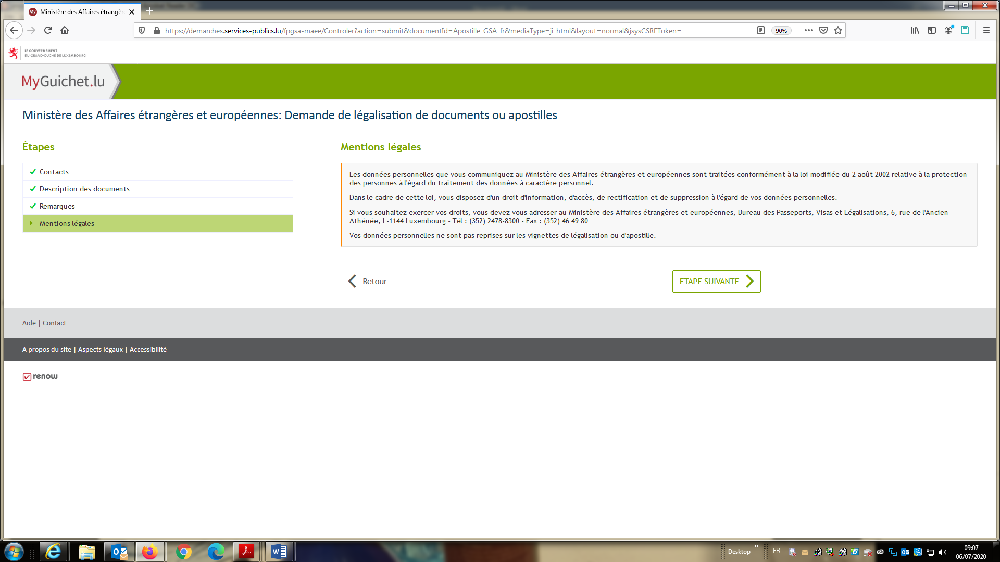 Ministère des Affaires étrangère
https://demarches.services-publics.lu/fpgsa-maee/Controler?action=submit&documentId=Apostille_GSA_fr&mediaType=ji_html&layout=normal&jsysCSRFToken=
90%
LE GOUVERNEMENT
DU GRAND-DUCHÉ DE LUXEMBOURG
MyGuichet.lu
Ministère des Affaires étrangères et européennes: Demande de légalisation de documents ou apostilles
Étapes
Contacts
Description des documents
Remarques
Mentions légales
Mentions légales
Les données personnelles que vous communiquez au Ministère des Affaires étrangères et européennes sont traitées conformément à la loi modifiée du 2 août 2002 relative à la protection
des personnes à l'égard du traitement des données à caractère personnel.
Dans le cadre de cette loi, vous disposez d'un droit d'information, d'accès, de rectification et de suppression à l'égard de vos données personnelles.
Si vous souhaitez exercer vos droits, vous devez vous adresser au Ministère des Affaires étrangères et européennes, Bureau des Passeports, Visas et Légalisations, 6, rue de l'Ancien
Athénée, L-1144 Luxembourg - Tél : (352) 2478-8300 - Fax : (352) 46 49 80
Vos données personnelles ne sont pas reprises sur les vignettes de légalisation ou d'apostille.
Retour
ETAPE SUIVANTE
Aide | Contact
A propos du site | Aspects légaux | Accessibilité
renow
Desktop
FR
09:07
06/07/2020